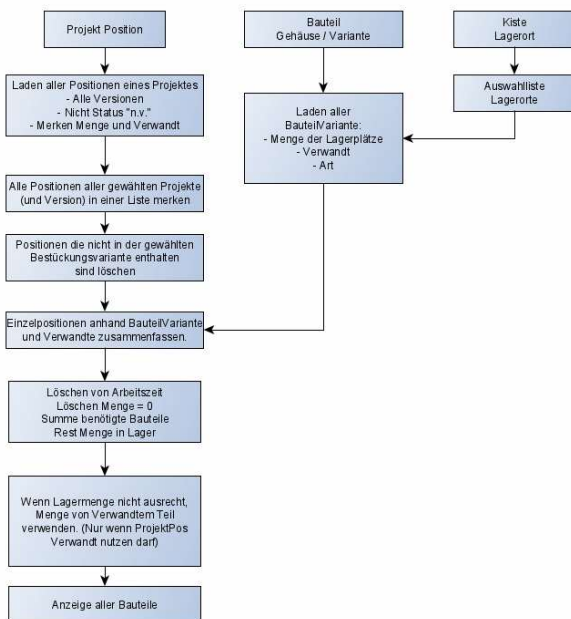 Projekt Position
Bauteil
Gehäuse / Variante
Kiste
Lagerort
Laden aller Positionen eines Projektes
- Alle Versionen
- Nicht Status "n.v."
- Merken Menge und Verwandt
Auswahlliste
Lagerorte
Laden aller
BauteilVariante:
- Menge der Lagerplätze
- Verwandt
- Art
Alle Positionen aller gewählten Projekte
(und Version) in einer Liste merken
Positionen die nicht in der gewählten
Bestückungsvariante enthalten
sind löschen
Einzelpositionen anhand BauteilVariante
und Verwandte zusammenfassen.
Löschen von Arbeitszeit
Löschen Menge = 0
Summe benötigte Bauteile
Rest Menge in Lager
Wenn Lagermenge nicht ausrecht,
Menge von Verwandtem Teil
verwenden. (Nur wenn ProjektPos
Verwandt nutzen darf)
Anzeige aller Bauteile